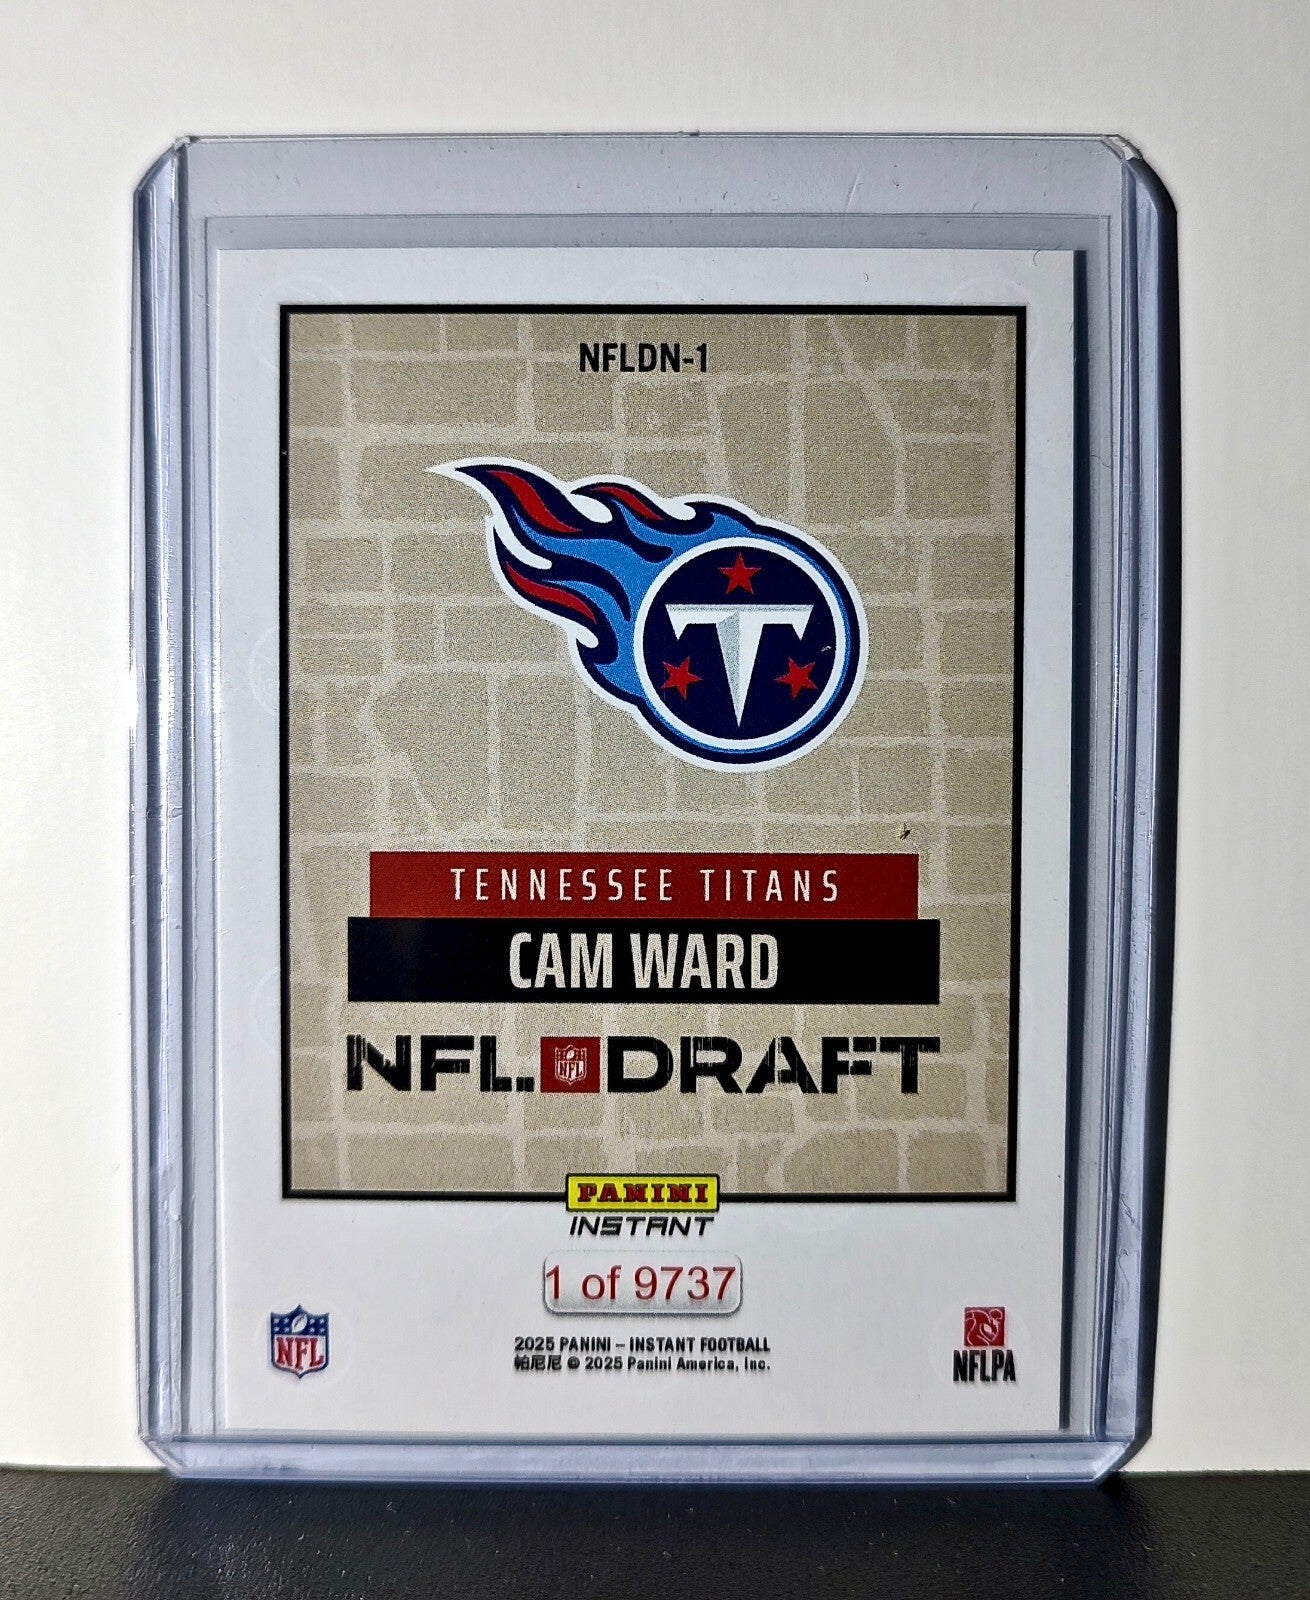 NFLDN-1
T
TENNESSEE TITANS
CAM WARD
NFL NFL DRAFT
PANINI
INSTANT
1 of 9737
2025 PANINI – INSTANT FOOTBALL
帕尼尼 © 2025 Panini America, Inc.
NFL
NFLPA